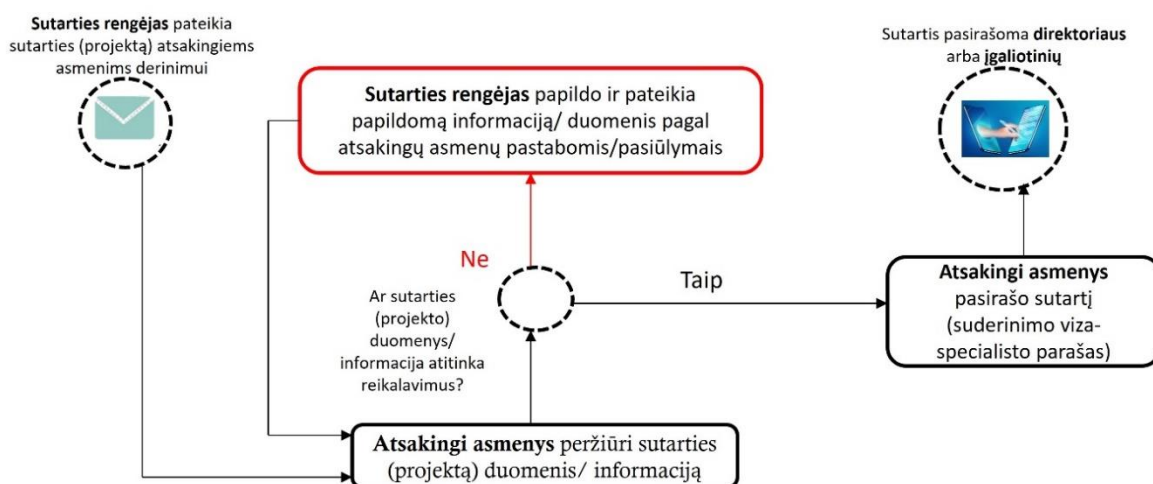 Sutarties rengėjas pateikia
sutarties (projektą) atsakingiems
asmenims derinimui
Sutarties rengėjas papildo ir pateikia
papildomą informaciją/ duomenis pagal
atsakingų asmenų pastabomis/pasiūlymais
Sutartis pasirašoma direktoriaus
arba įgaliotinių
Ne
Taip
Ar sutarties
(projekto)
duomenys/
informacija atitinka
reikalavimus?
Atsakingi asmenys
pasirašo sutartį
(suderinimo viza-
specialisto parašas)
Atsakingi asmenys peržiūri sutarties
(projektą) duomenis/ informaciją